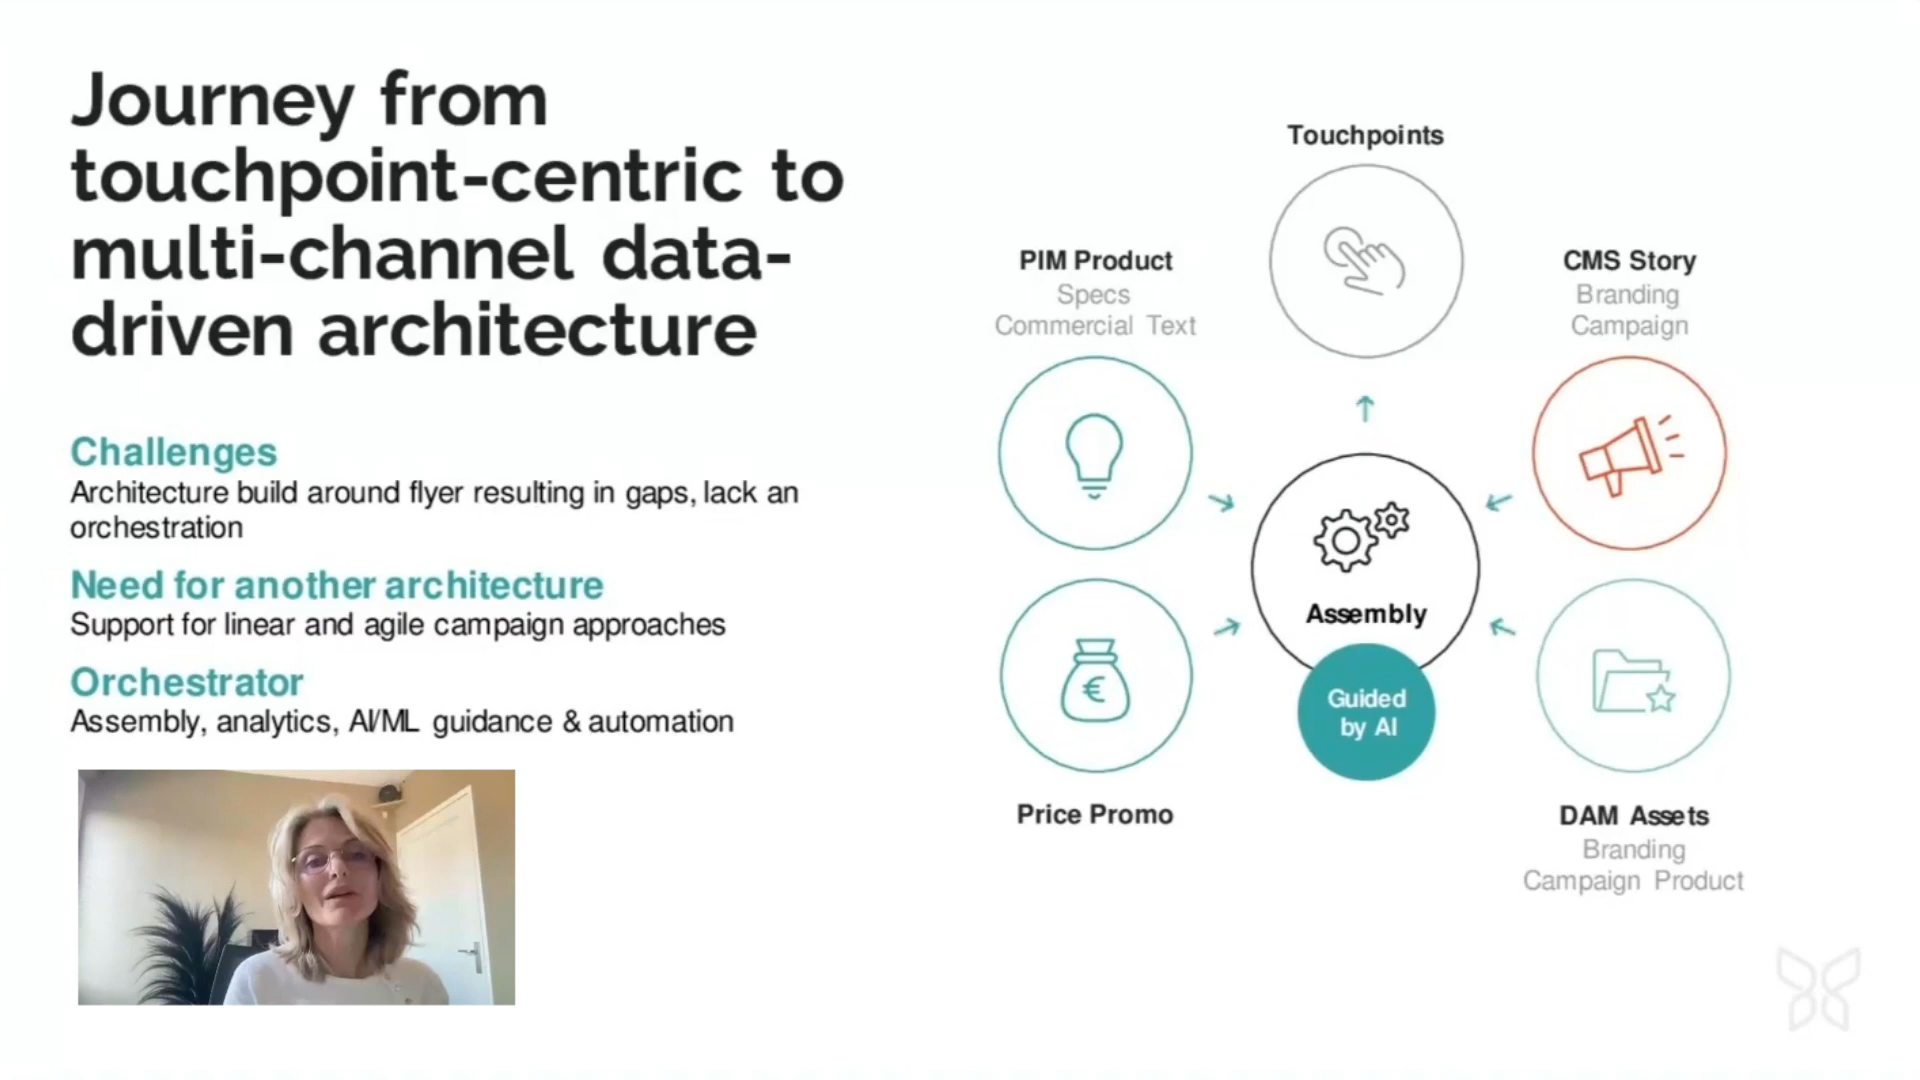 Journey from
touchpoint-centric to
multi-channel data-
driven architecture
Challenges
Architecture build around flyer resulting in gaps, lack an
orchestration
Need for another architecture
Support for linear and agile campaign approaches
Orchestrator
Assembly, analytics, AI/ML guidance & automation
Touchpoints
PIM Product
Specs
Commercial Text
CMS Story
Branding
Campaign
Assembly
Guided
by AI
€
Price Promo
DAM Assets
Branding
Campaign Product